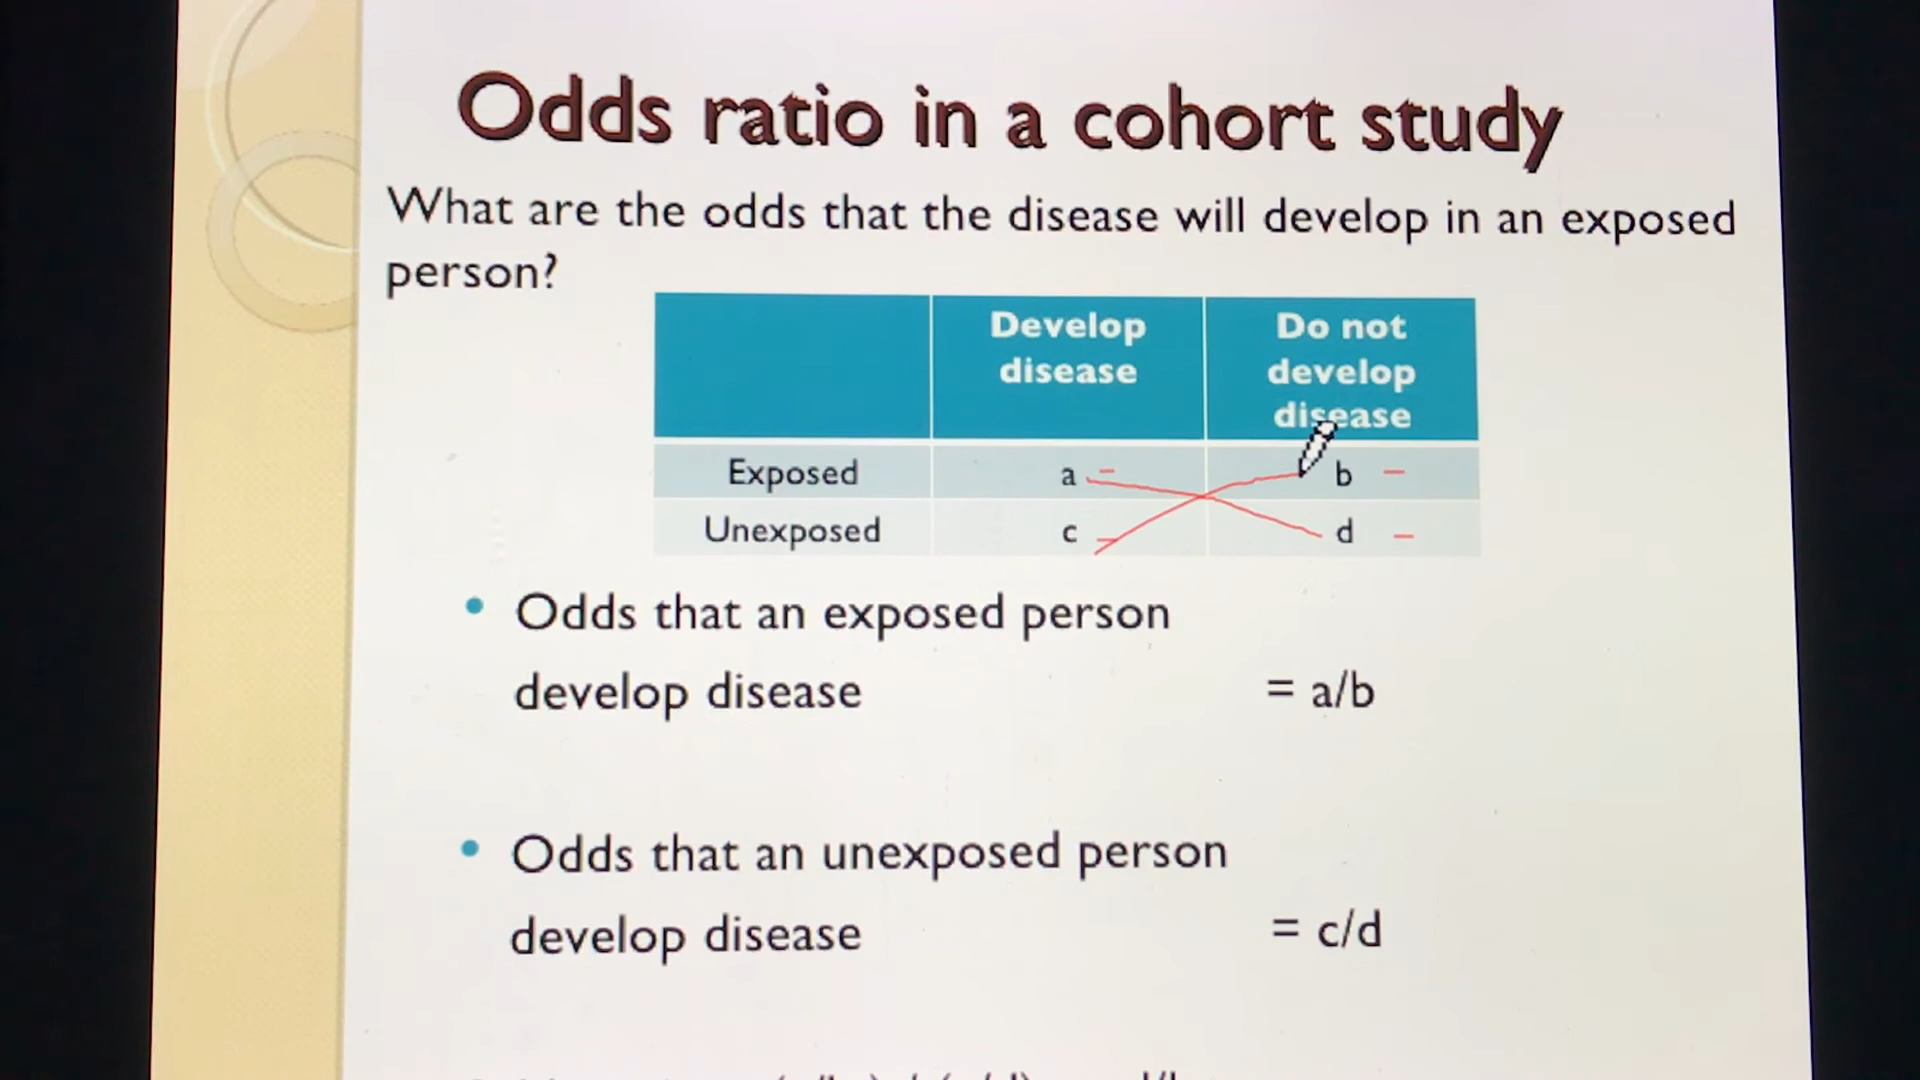 Odds ratio in a cohort study
What are the odds that the disease will develop in an exposed
person?
Develop
disease
Do not
develop
disease
Exposed a b
Unexposed c d
• Odds that an exposed person
develop disease = a/b
• Odds that an unexposed person
develop disease = c/d